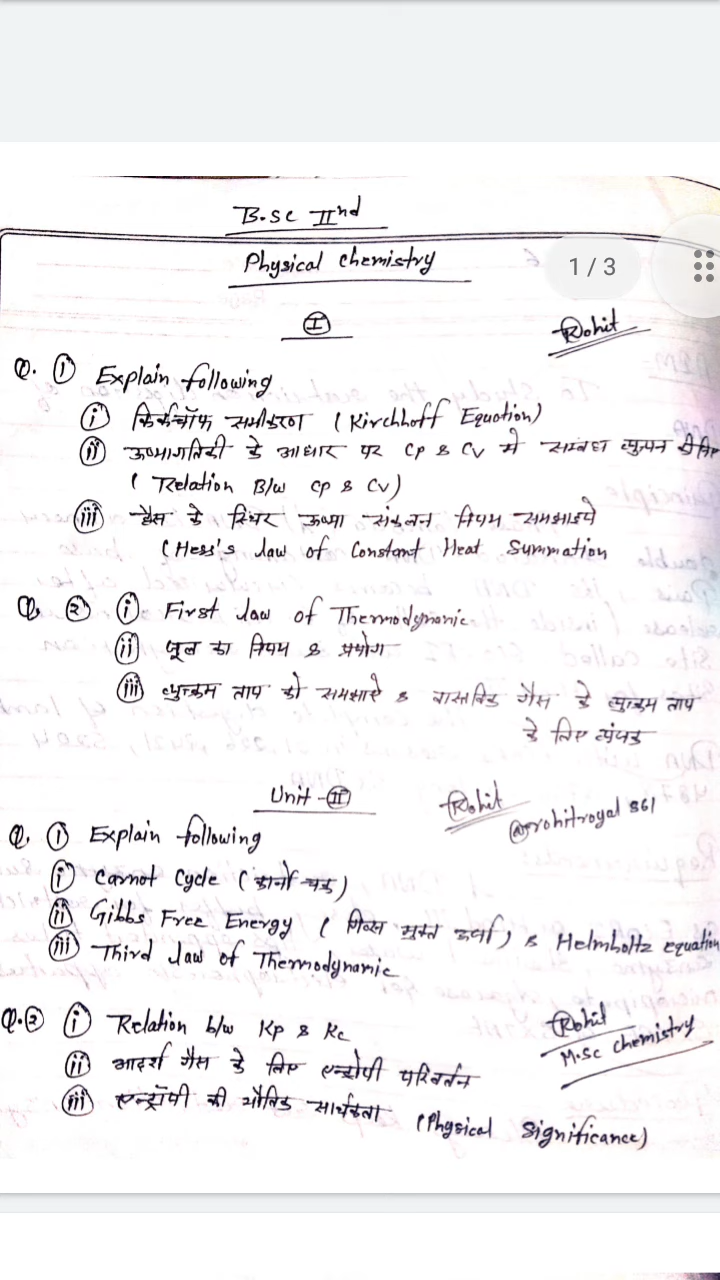 B.sc IInd
Physical chemistry
1 / 3
I
Rohit
Q. 1 Explain following
i किर्कचॉफ समीकरण ( Kirchhoff Equation)
ii ऊष्मागतिकी के आधार पर Cp & Cv मे सम्बंध व्युत्पन्न
( Relation B/w Cp & Cv)
iii हैस के स्थिर ऊष्मा संकलन नियम समझाइये
(Hess's law of Constant Heat Summation
Q. 2 i First law of Thermodynamic
ii जूल का नियम & प्रयोग
iii व्युत्क्रम ताप को समझाऐ & वास्तविक गैस के व्युत्क्रम ताप
के लिए व्यंजक
Unit - II
Rohit
@rohitroyal861
Q. 1 Explain following
i Carnot Cycle (कार्नो चक्र)
ii Gibbs Free Energy ( गिब्स मुक्त ऊर्जा) & Helmholtz equation
iii Third law of Thermodynamic
Q.2 i Relation b/w Kp & Kc
Rohit
M.sc chemistry
ii आदर्श गैस के लिए एन्ट्रोपी परिवर्तन
iii एन्ट्रॉपी की भौतिक सार्थकता (Physical Significance)